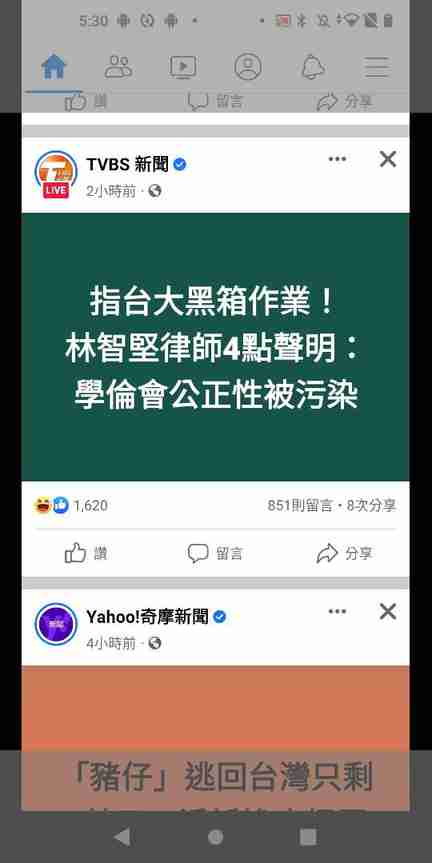 5:30
讚 留言 分享
TVBS 新聞
LIVE
2小時前 ·
指台大黑箱作業！
林智堅律師4點聲明：
學倫會公正性被污染
1,620 851則留言 · 8次分享
讚 留言 分享
Yahoo!奇摩新聞
4小時前 ·
「豬仔」逃回台灣只剩